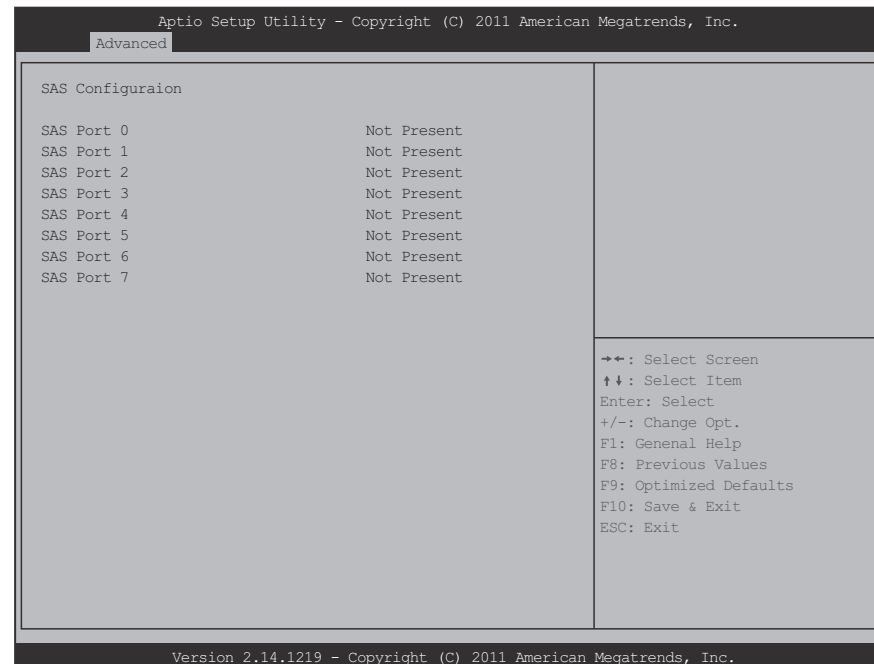 Aptio Setup Utility - Copyright (C) 2011 American Megatrends, Inc.
Advanced
SAS Configuraion
SAS Port 0 Not Present
SAS Port 1 Not Present
SAS Port 2 Not Present
SAS Port 3 Not Present
SAS Port 4 Not Present
SAS Port 5 Not Present
SAS Port 6 Not Present
SAS Port 7 Not Present
→←: Select Screen
↑↓: Select Item
Enter: Select
+/-: Change Opt.
F1: Genenal Help
F8: Previous Values
F9: Optimized Defaults
F10: Save & Exit
ESC: Exit
Version 2.14.1219 - Copyright (C) 2011 American Megatrends, Inc.